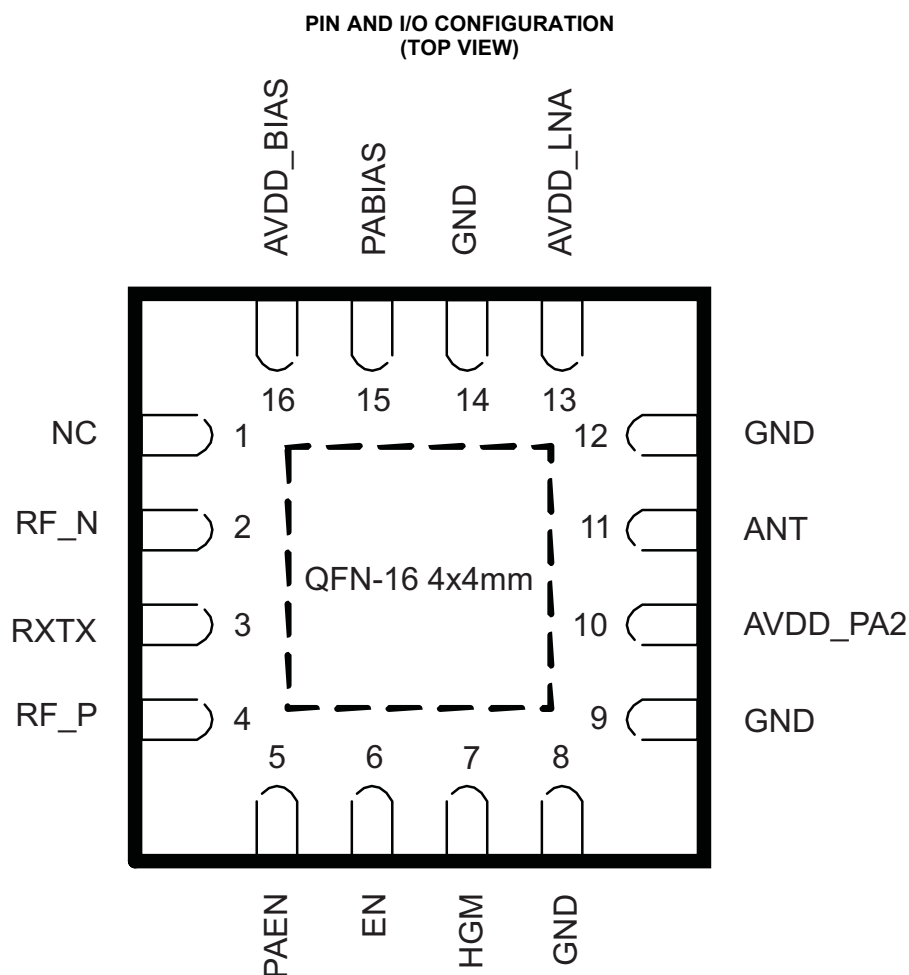 PIN AND I/O CONFIGURATION
(TOP VIEW)
AVDD_BIAS
PABIAS
GND
AVDD_LNA
16
15
14
13
NC
1
12
GND
RF_N
2
11
ANT
QFN-16 4x4mm
RXTX
3
10
AVDD_PA2
RF_P
4
9
GND
5
6
7
8
PAEN
EN
HGM
GND